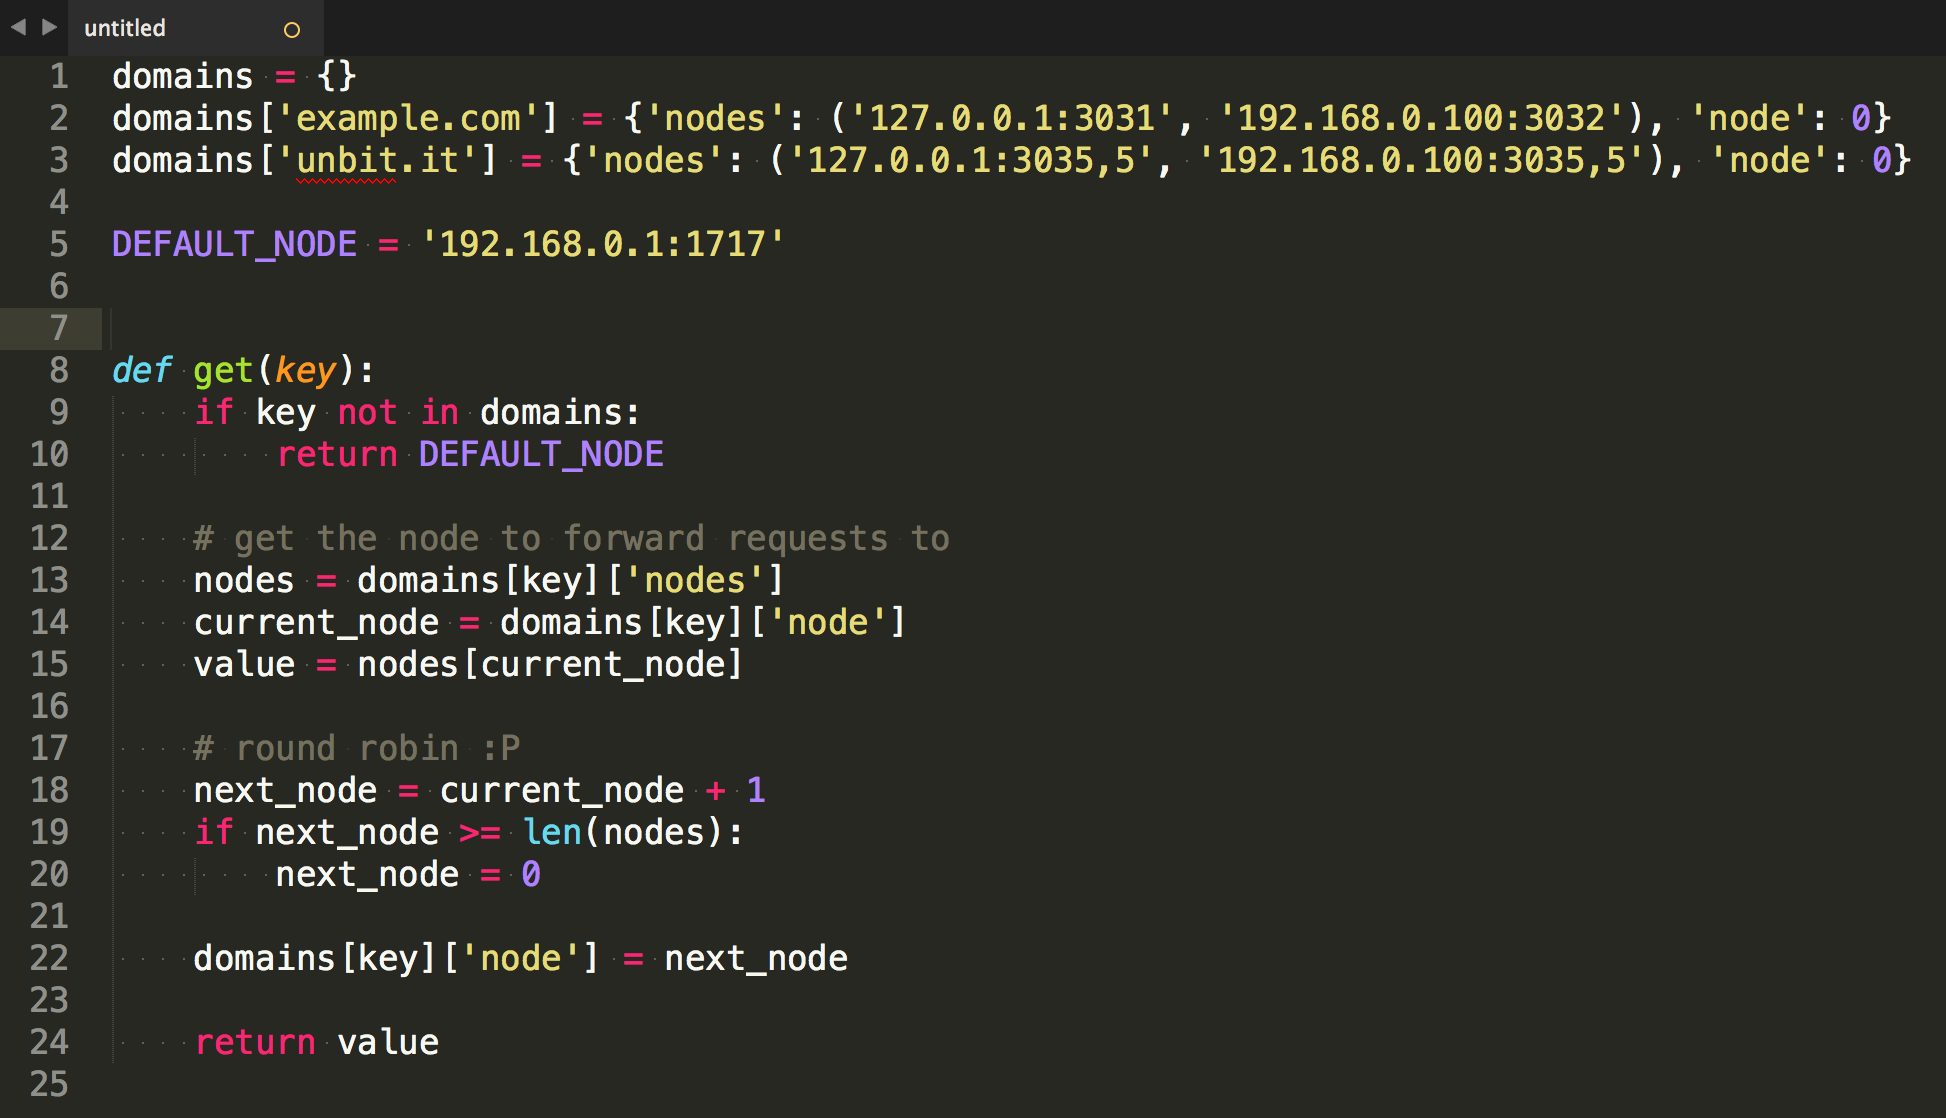 untitled
1 domains = {}
2 domains['example.com'] = {'nodes': ('127.0.0.1:3031', '192.168.0.100:3032'), 'node': 0}
3 domains['unbit.it'] = {'nodes': ('127.0.0.1:3035,5', '192.168.0.100:3035,5'), 'node': 0}
4
5 DEFAULT_NODE = '192.168.0.1:1717'
6
7
8 def get(key):
9     if key not in domains:
10         return DEFAULT_NODE
11
12     # get the node to forward requests to
13     nodes = domains[key]['nodes']
14     current_node = domains[key]['node']
15     value = nodes[current_node]
16
17     # round robin :P
18     next_node = current_node + 1
19     if next_node >= len(nodes):
20         next_node = 0
21
22     domains[key]['node'] = next_node
23
24     return value
25